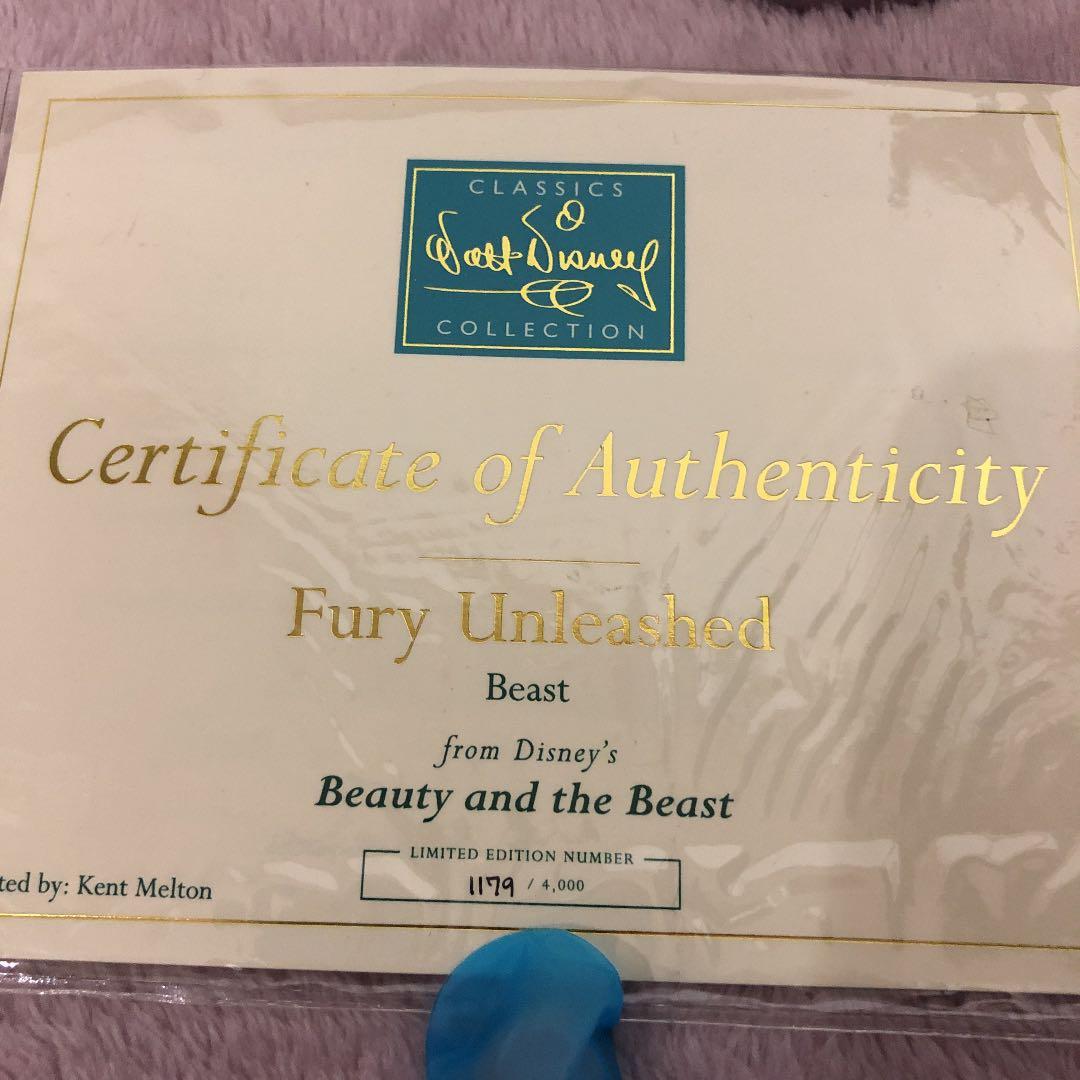 CLASSICS
Walt Disney
COLLECTION
Certificate of Authenticity
Fury Unleashed
Beast
from Disney's
Beauty and the Beast
LIMITED EDITION NUMBER
1179 / 4,000
ted by: Kent Melton